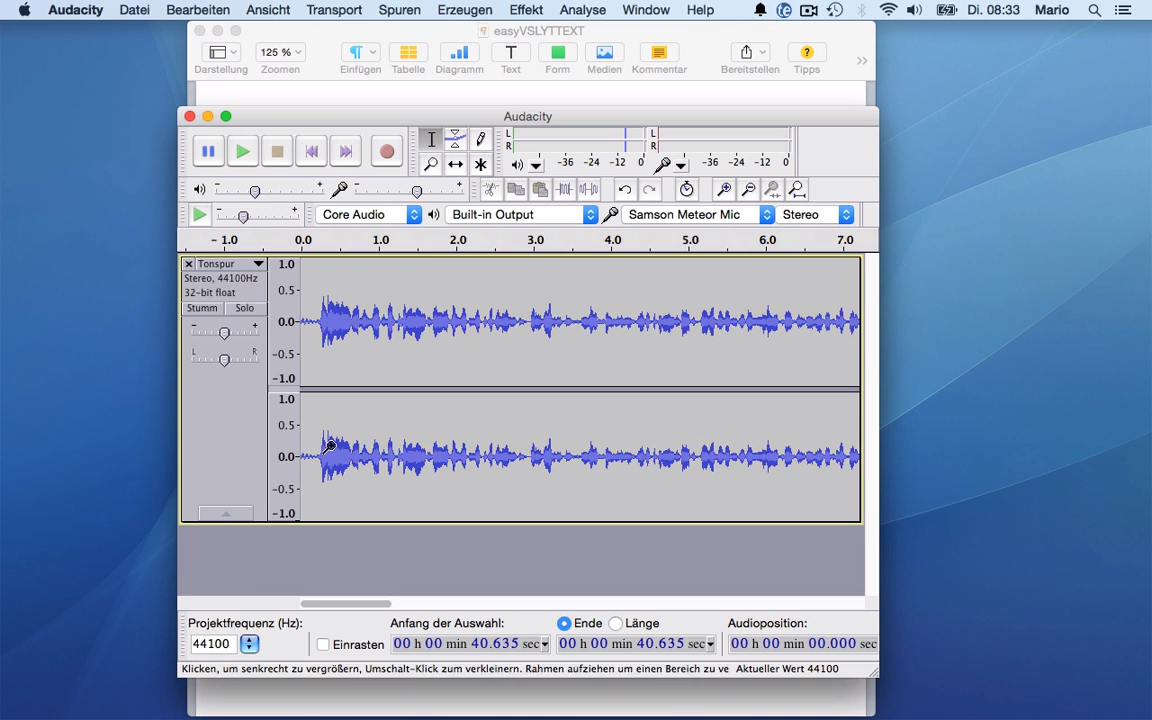 Audacity Datei Bearbeiten Ansicht Transport Spuren Erzeugen Effekt Analyse Window Help Di. 08:33 Mario
easyVSLYTTEXT
125 %
Darstellung Zoomen Einfügen Tabelle Diagramm Text Form Medien Kommentar Bereitstellen Tipps
Audacity
L L
R R
-36 -24 -12 0 -36 -24 -12 0
Core Audio Built-in Output Samson Meteor Mic Stereo
- 1.0 0.0 1.0 2.0 3.0 4.0 5.0 6.0 7.0
Tonspur
Stereo, 44100Hz
32-bit float
Stumm Solo
- +
L R
1.0
0.5-
0.0-
-0.5-
-1.0
1.0
0.5-
0.0-
-0.5-
-1.0
Projektfrequenz (Hz): Anfang der Auswahl: Ende Länge Audioposition:
44100 Einrasten 00 h 00 min 40.635 sec 00 h 00 min 40.635 sec 00 h 00 min 00.000 sec
Klicken, um senkrecht zu vergrößern, Umschalt-Klick zum verkleinern. Rahmen aufziehen um einen Bereich zu ve Aktueller Wert 44100